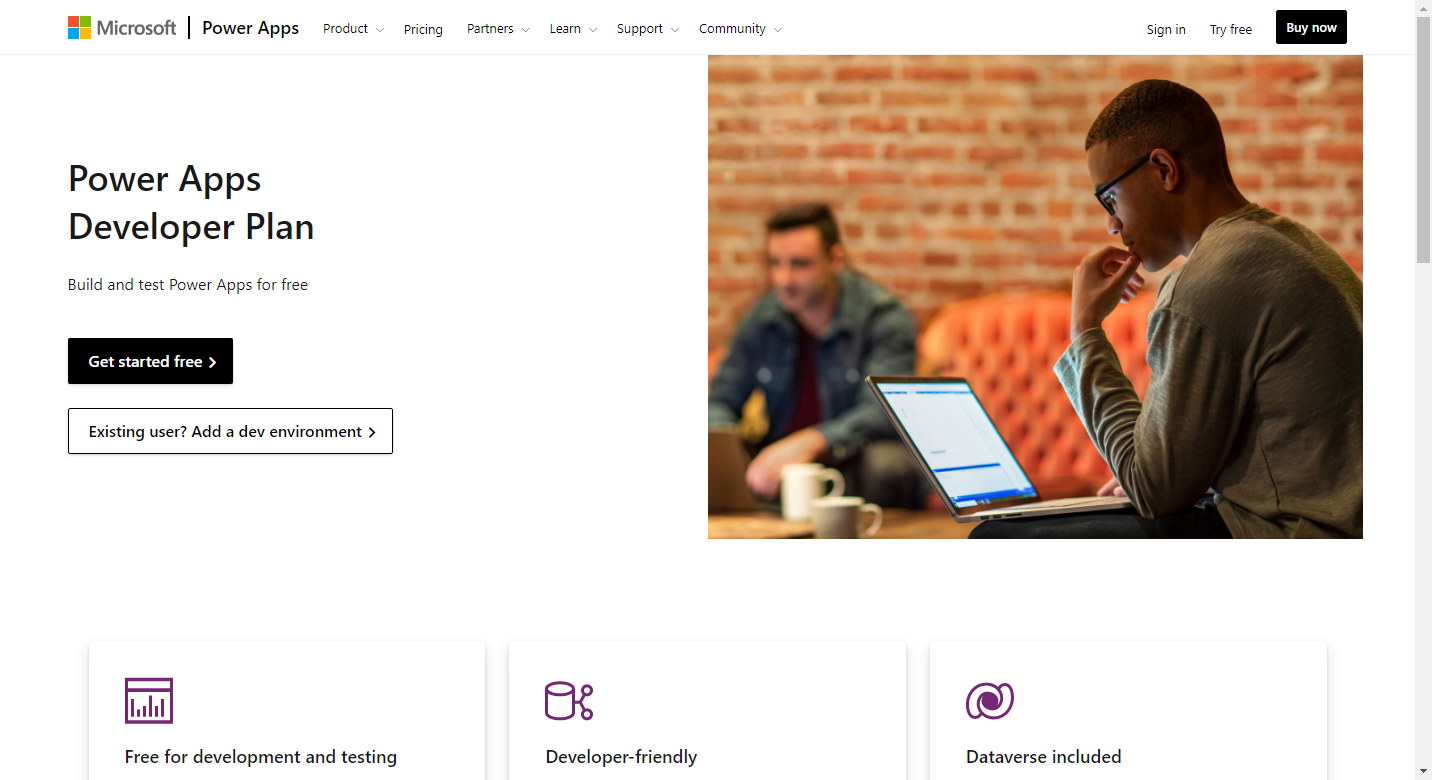 Microsoft Power Apps Product Pricing Partners Learn Support Community Sign in Try free Buy now
Power Apps
Developer Plan
Build and test Power Apps for free
Get started free
Existing user? Add a dev environment
Free for development and testing
Developer-friendly
Dataverse included